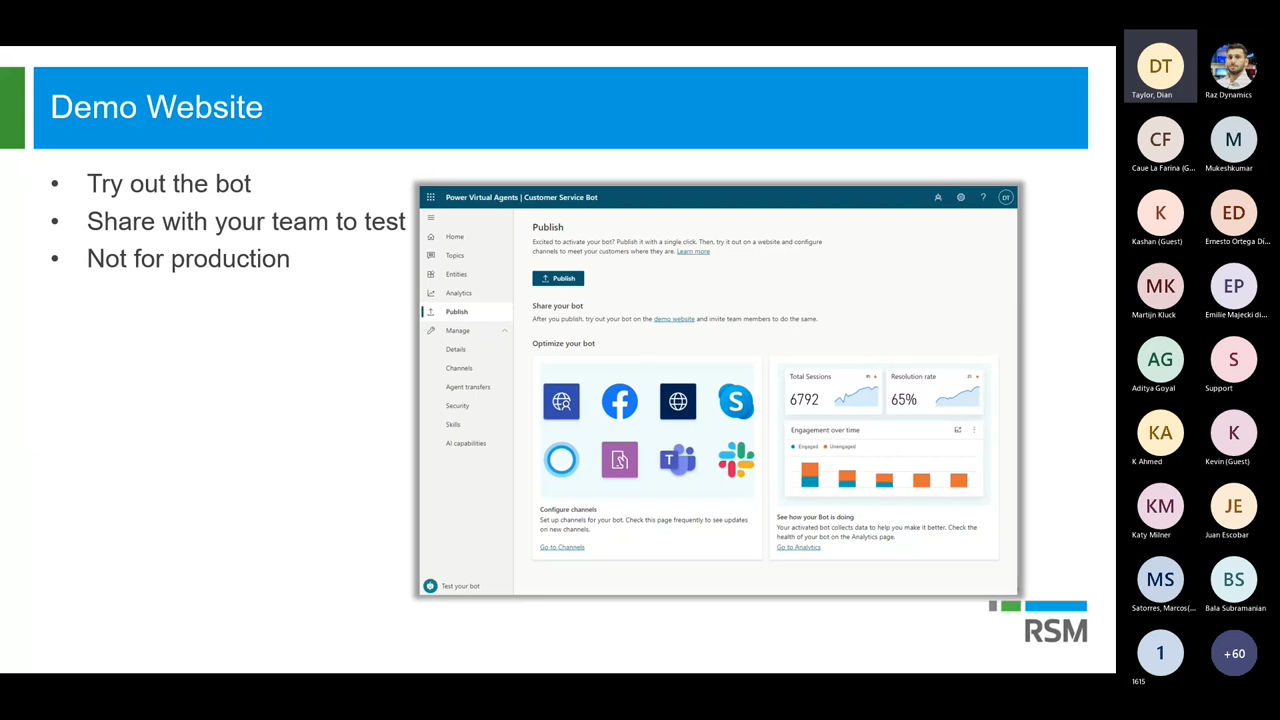 Demo Website
• Try out the bot
• Share with your team to test
• Not for production
Power Virtual Agents | Customer Service Bot
?
DT
Home
Topics
Entities
Analytics
Publish
Manage
Details
Channels
Agent transfers
Security
Skills
AI capabilities
Test your bot
Publish
Excited to activate your bot? Publish it with a single click. Then, try it out on a website and configure
channels to meet your customers where they are. Learn more
Publish
Share your bot
After you publish, try out your bot on the demo website and invite team members to do the same.
Optimize your bot
S
T
Configure channels
Set up channels for your bot. Check this page frequently to see updates
on new channels.
Go to Channels
Total Sessions
6792
Resolution rate
65%
Engagement over time
Engaged
Unengaged
See how your Bot is doing
Your activated bot collects data to help you make it better. Check the
health of your bot on the Analytics page.
Go to Analytics
RSM
DT
Taylor, Dian
Raz Dynamics
CF
Caue La Farina (G...
M
Mukeshkumar
K
Kashan (Guest)
ED
Ernesto Ortega Di...
MK
Martijn Kluck
EP
Emilie Majecki di...
AG
Aditya Goyal
S
Support
KA
K Ahmed
K
Kevin (Guest)
KM
Katy Milner
JE
Juan Escobar
MS
Satorres, Marcos(...
BS
Bala Subramanian
1
1615
+60